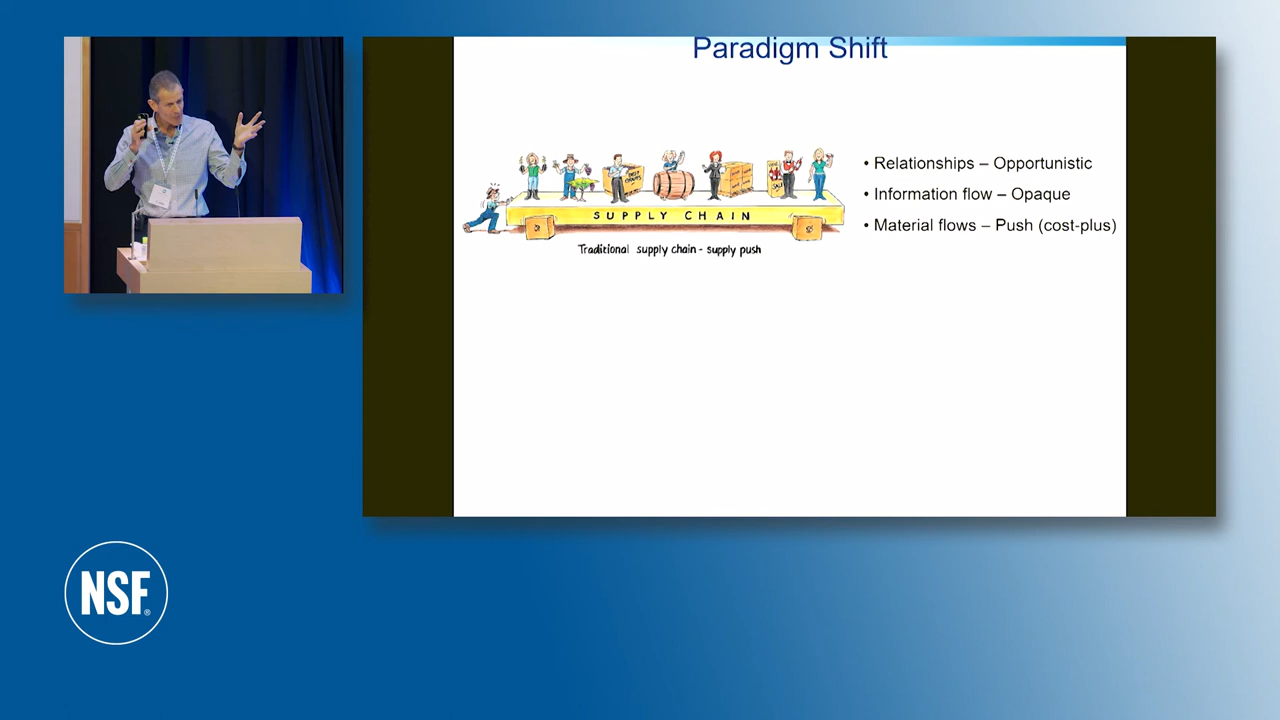 Paradigm Shift
SUPPLY CHAIN
Traditional supply chain - supply push
• Relationships – Opportunistic
• Information flow – Opaque
• Material flows – Push (cost-plus)
NSF®